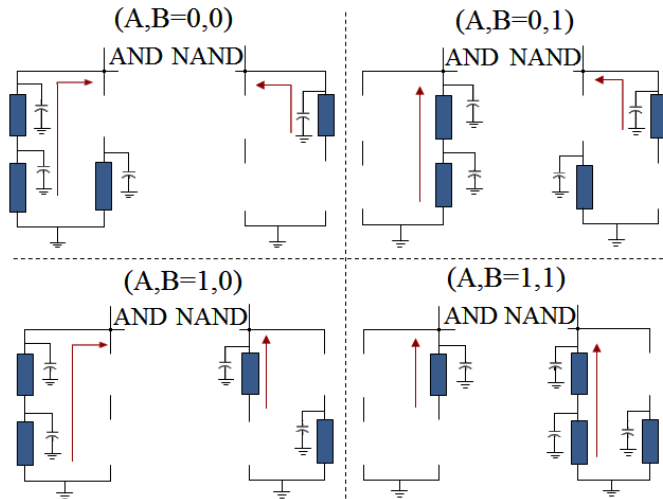 (A,B=0,0)
AND NAND
(A,B=0,1)
AND NAND
(A,B=1,0)
AND NAND
(A,B=1,1)
AND NAND